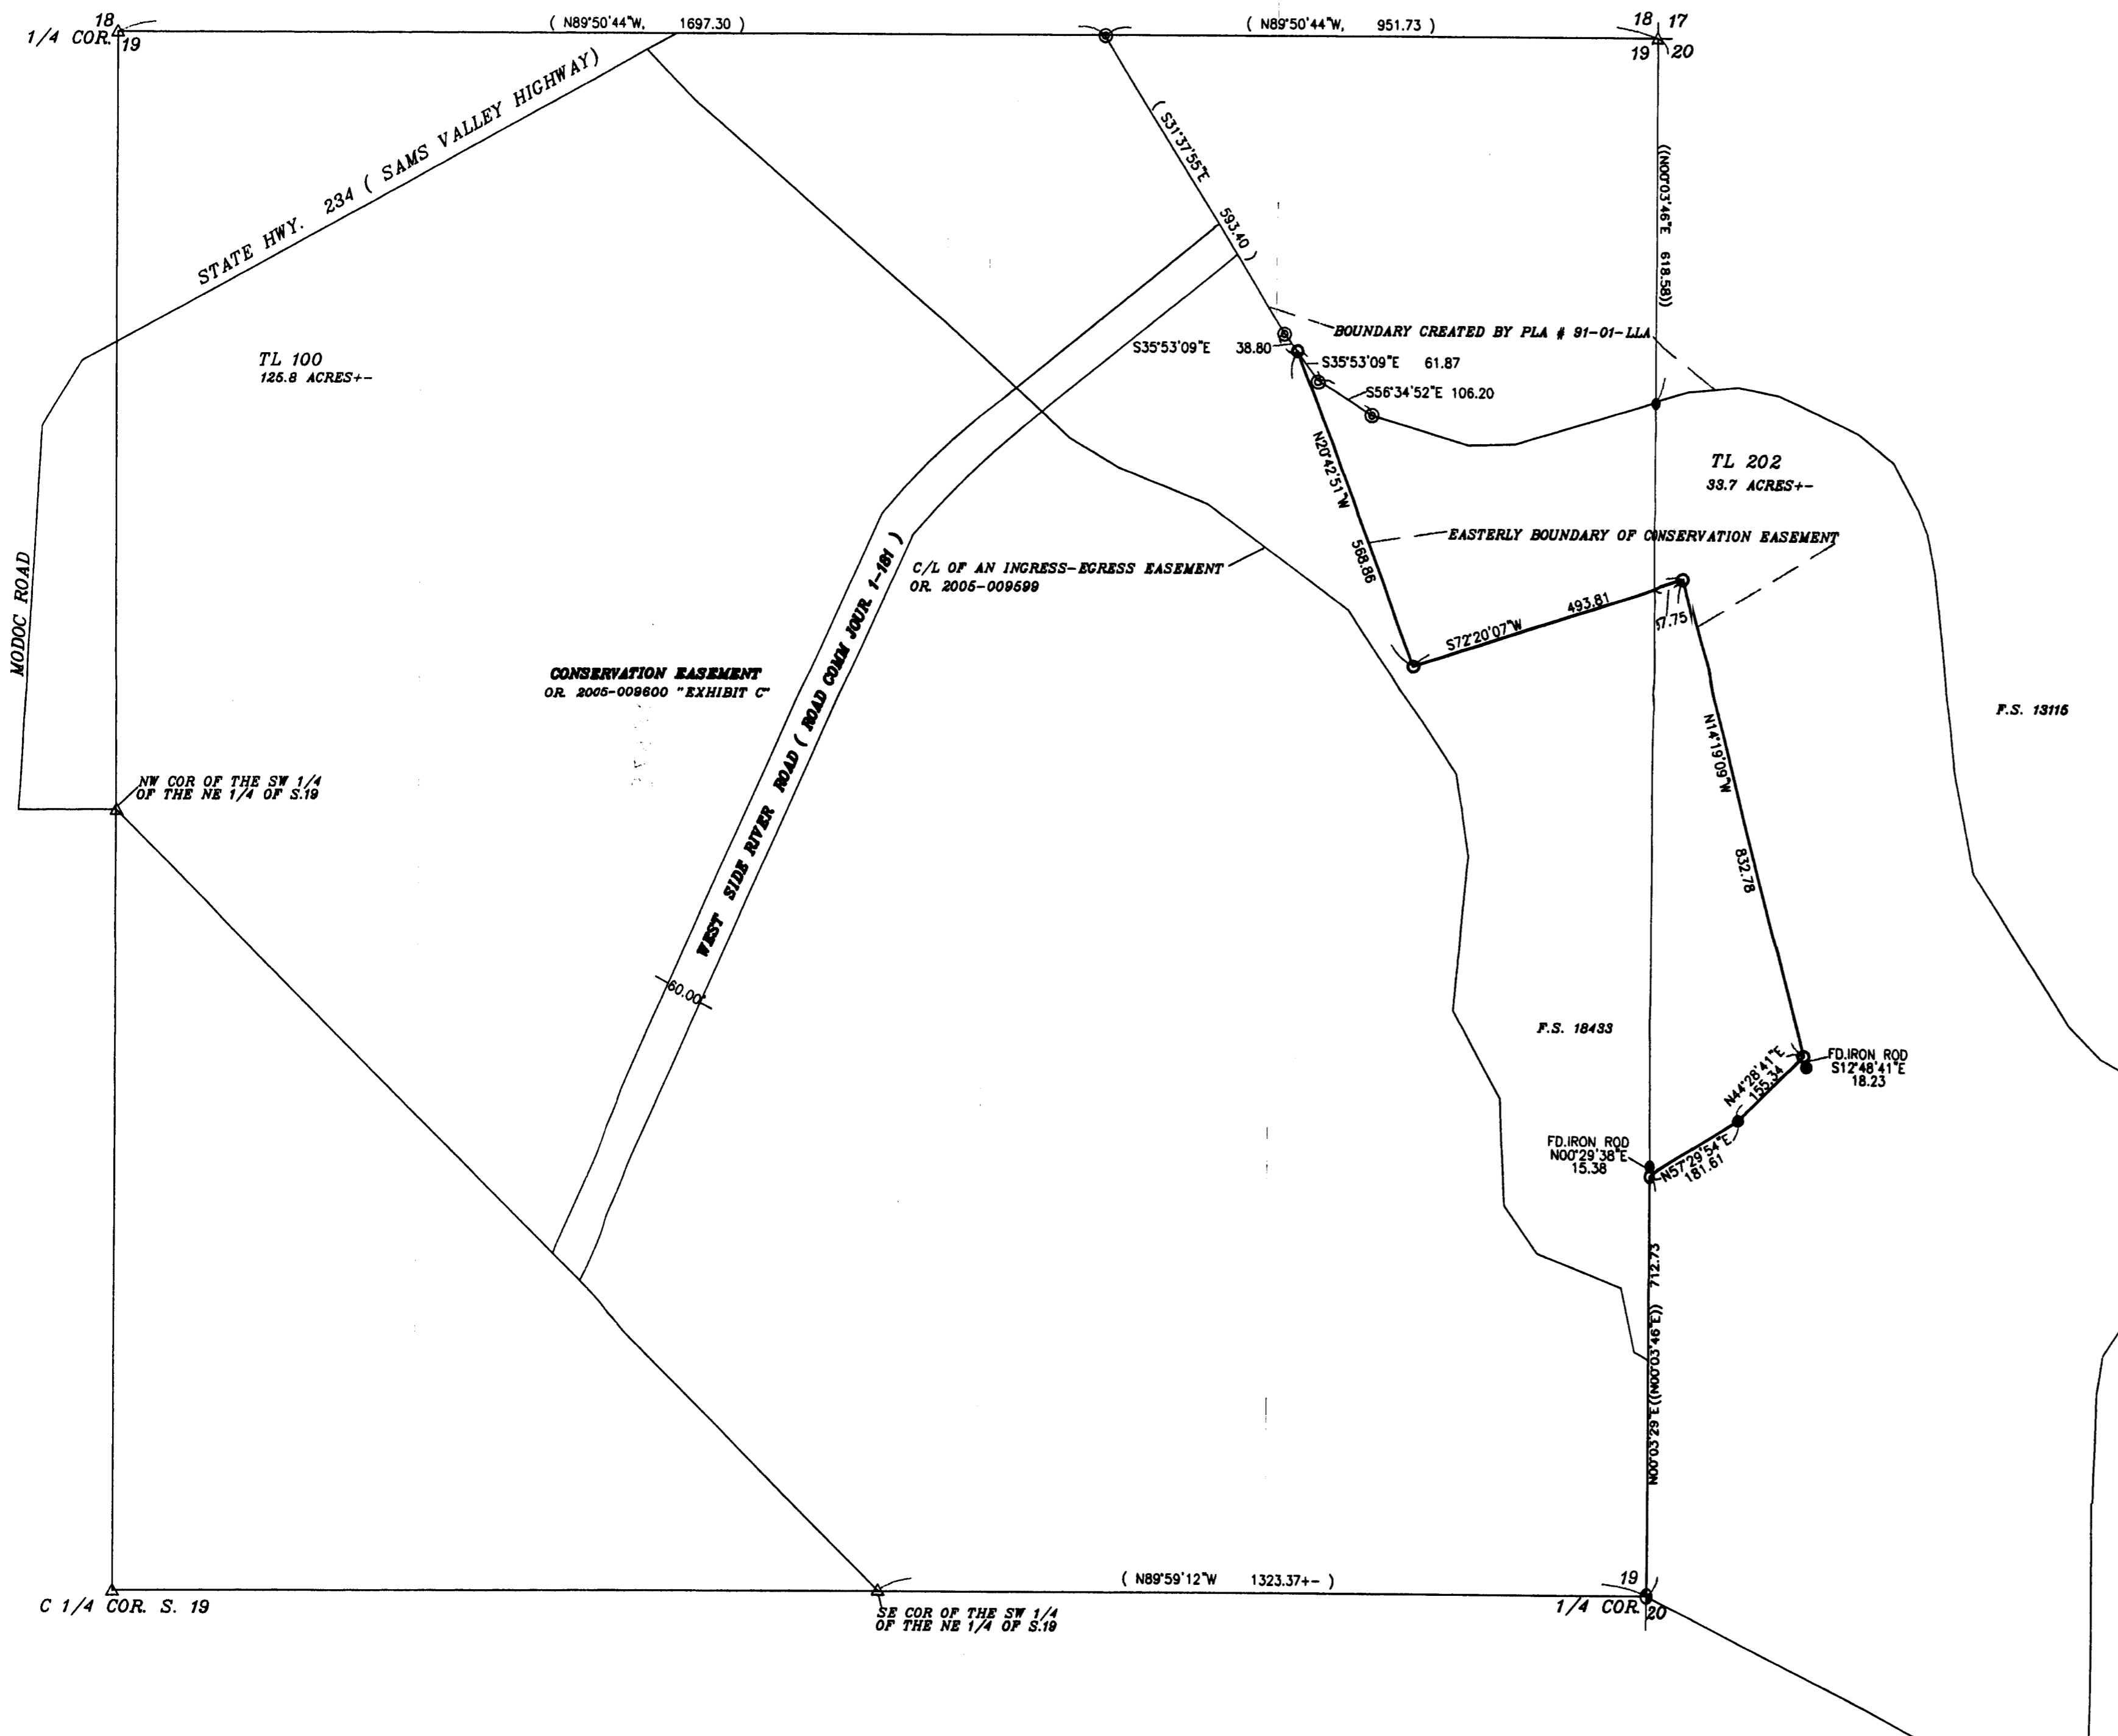 18
1/4 COR.
19
( N89°50'44"W, 1697.30 )
( N89°50'44"W, 951.73 )
18 17
19 20
STATE HWY. 234 ( SAMS VALLEY HIGHWAY)
( S31°37'55"E 593.40 )
((N00°03'46"E 618.58))
BOUNDARY CREATED BY PLA # 91-01-LLA
S35°53'09"E 38.80
S35°53'09"E 61.87
S56°34'52"E 106.20
TL 100
125.8 ACRES+-
N20°42'51"W 568.86
TL 202
33.7 ACRES+-
EASTERLY BOUNDARY OF CONSERVATION EASEMENT
C/L OF AN INGRESS-EGRESS EASEMENT
OR. 2005-009599
MODOC ROAD
S72°20'07"W 493.81
7.75
CONSERVATION EASEMENT
OR. 2005-009600 "EXHIBIT C"
WEST SIDE RIVER ROAD ( ROAD COMM JOUR. 1-181 )
F.S. 13115
N14°19'09"W 832.78
NW COR OF THE SW 1/4
OF THE NE 1/4 OF S.19
60.00'
F.S. 18433
FD.IRON ROD
S12°48'41"E
18.23
N44°28'41"E
155.34
FD.IRON ROD
N00°29'38"E
15.38
N57°29'54"E
181.61
N00°03'29"E((N00°03'46"E)) 712.73
( N89°59'12"W 1323.37+- )
19
1/4 COR.
20
C 1/4 COR. S. 19
SE COR OF THE SW 1/4
OF THE NE 1/4 OF S.19